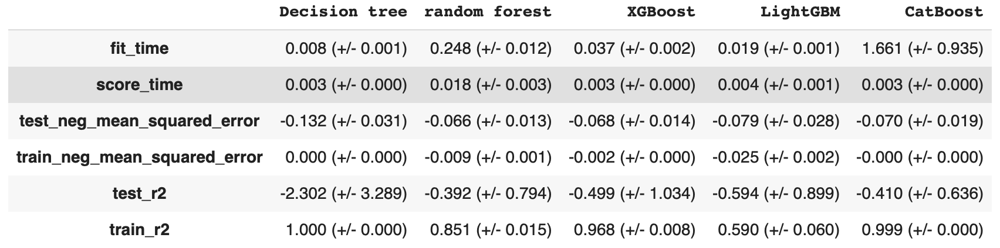 Decision tree random forest XGBoost LightGBM CatBoost
fit_time 0.008 (+/- 0.001) 0.248 (+/- 0.012) 0.037 (+/- 0.002) 0.019 (+/- 0.001) 1.661 (+/- 0.935)
score_time 0.003 (+/- 0.000) 0.018 (+/- 0.003) 0.003 (+/- 0.000) 0.004 (+/- 0.001) 0.003 (+/- 0.000)
test_neg_mean_squared_error -0.132 (+/- 0.031) -0.066 (+/- 0.013) -0.068 (+/- 0.014) -0.079 (+/- 0.028) -0.070 (+/- 0.019)
train_neg_mean_squared_error 0.000 (+/- 0.000) -0.009 (+/- 0.001) -0.002 (+/- 0.000) -0.025 (+/- 0.002) -0.000 (+/- 0.000)
test_r2 -2.302 (+/- 3.289) -0.392 (+/- 0.794) -0.499 (+/- 1.034) -0.594 (+/- 0.899) -0.410 (+/- 0.636)
train_r2 1.000 (+/- 0.000) 0.851 (+/- 0.015) 0.968 (+/- 0.008) 0.590 (+/- 0.060) 0.999 (+/- 0.000)